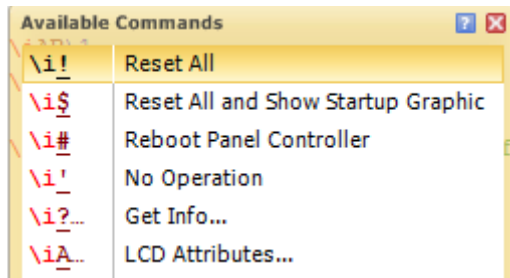 Available Commands
\i! Reset All
\i$ Reset All and Show Startup Graphic
\i# Reboot Panel Controller
\i' No Operation
\i?… Get Info...
\iA… LCD Attributes...